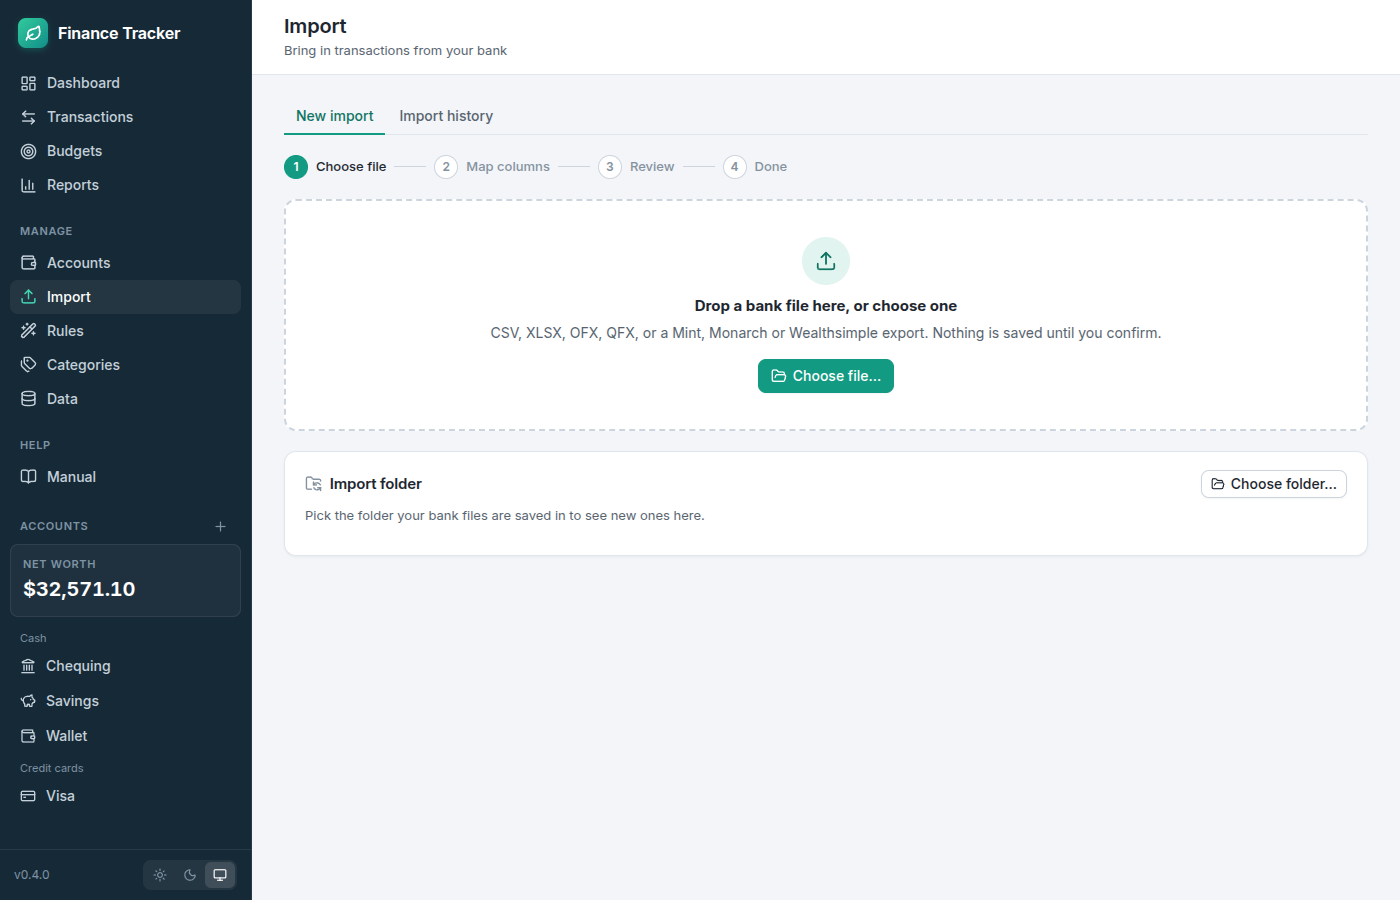 Finance Tracker
Dashboard
Transactions
Budgets
Reports
MANAGE
Accounts
Import
Rules
Categories
Data
HELP
Manual
ACCOUNTS
NET WORTH
$32,571.10
Cash
Chequing
Savings
Wallet
Credit cards
Visa
v0.4.0
Import
Bring in transactions from your bank
New import Import history
1 Choose file 2 Map columns 3 Review 4 Done
Drop a bank file here, or choose one
CSV, XLSX, OFX, QFX, or a Mint, Monarch or Wealthsimple export. Nothing is saved until you confirm.
Choose file...
Import folder Choose folder...
Pick the folder your bank files are saved in to see new ones here.